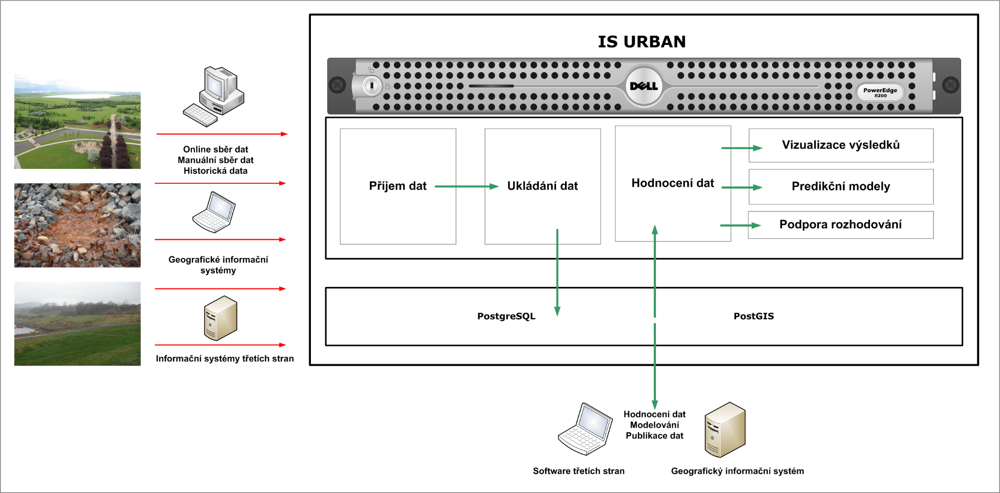 IS URBAN
DELL
PowerEdge
R200
Online sběr dat
Manuální sběr dat
Historická data
Geografické informační
systémy
Informační systémy třetích stran
Příjem dat
Ukládání dat
Hodnocení dat
Vizualizace výsledků
Predikční modely
Podpora rozhodování
PostgreSQL
PostGIS
Hodnocení dat
Modelování
Publikace dat
Software třetích stran
Geografický informační systém